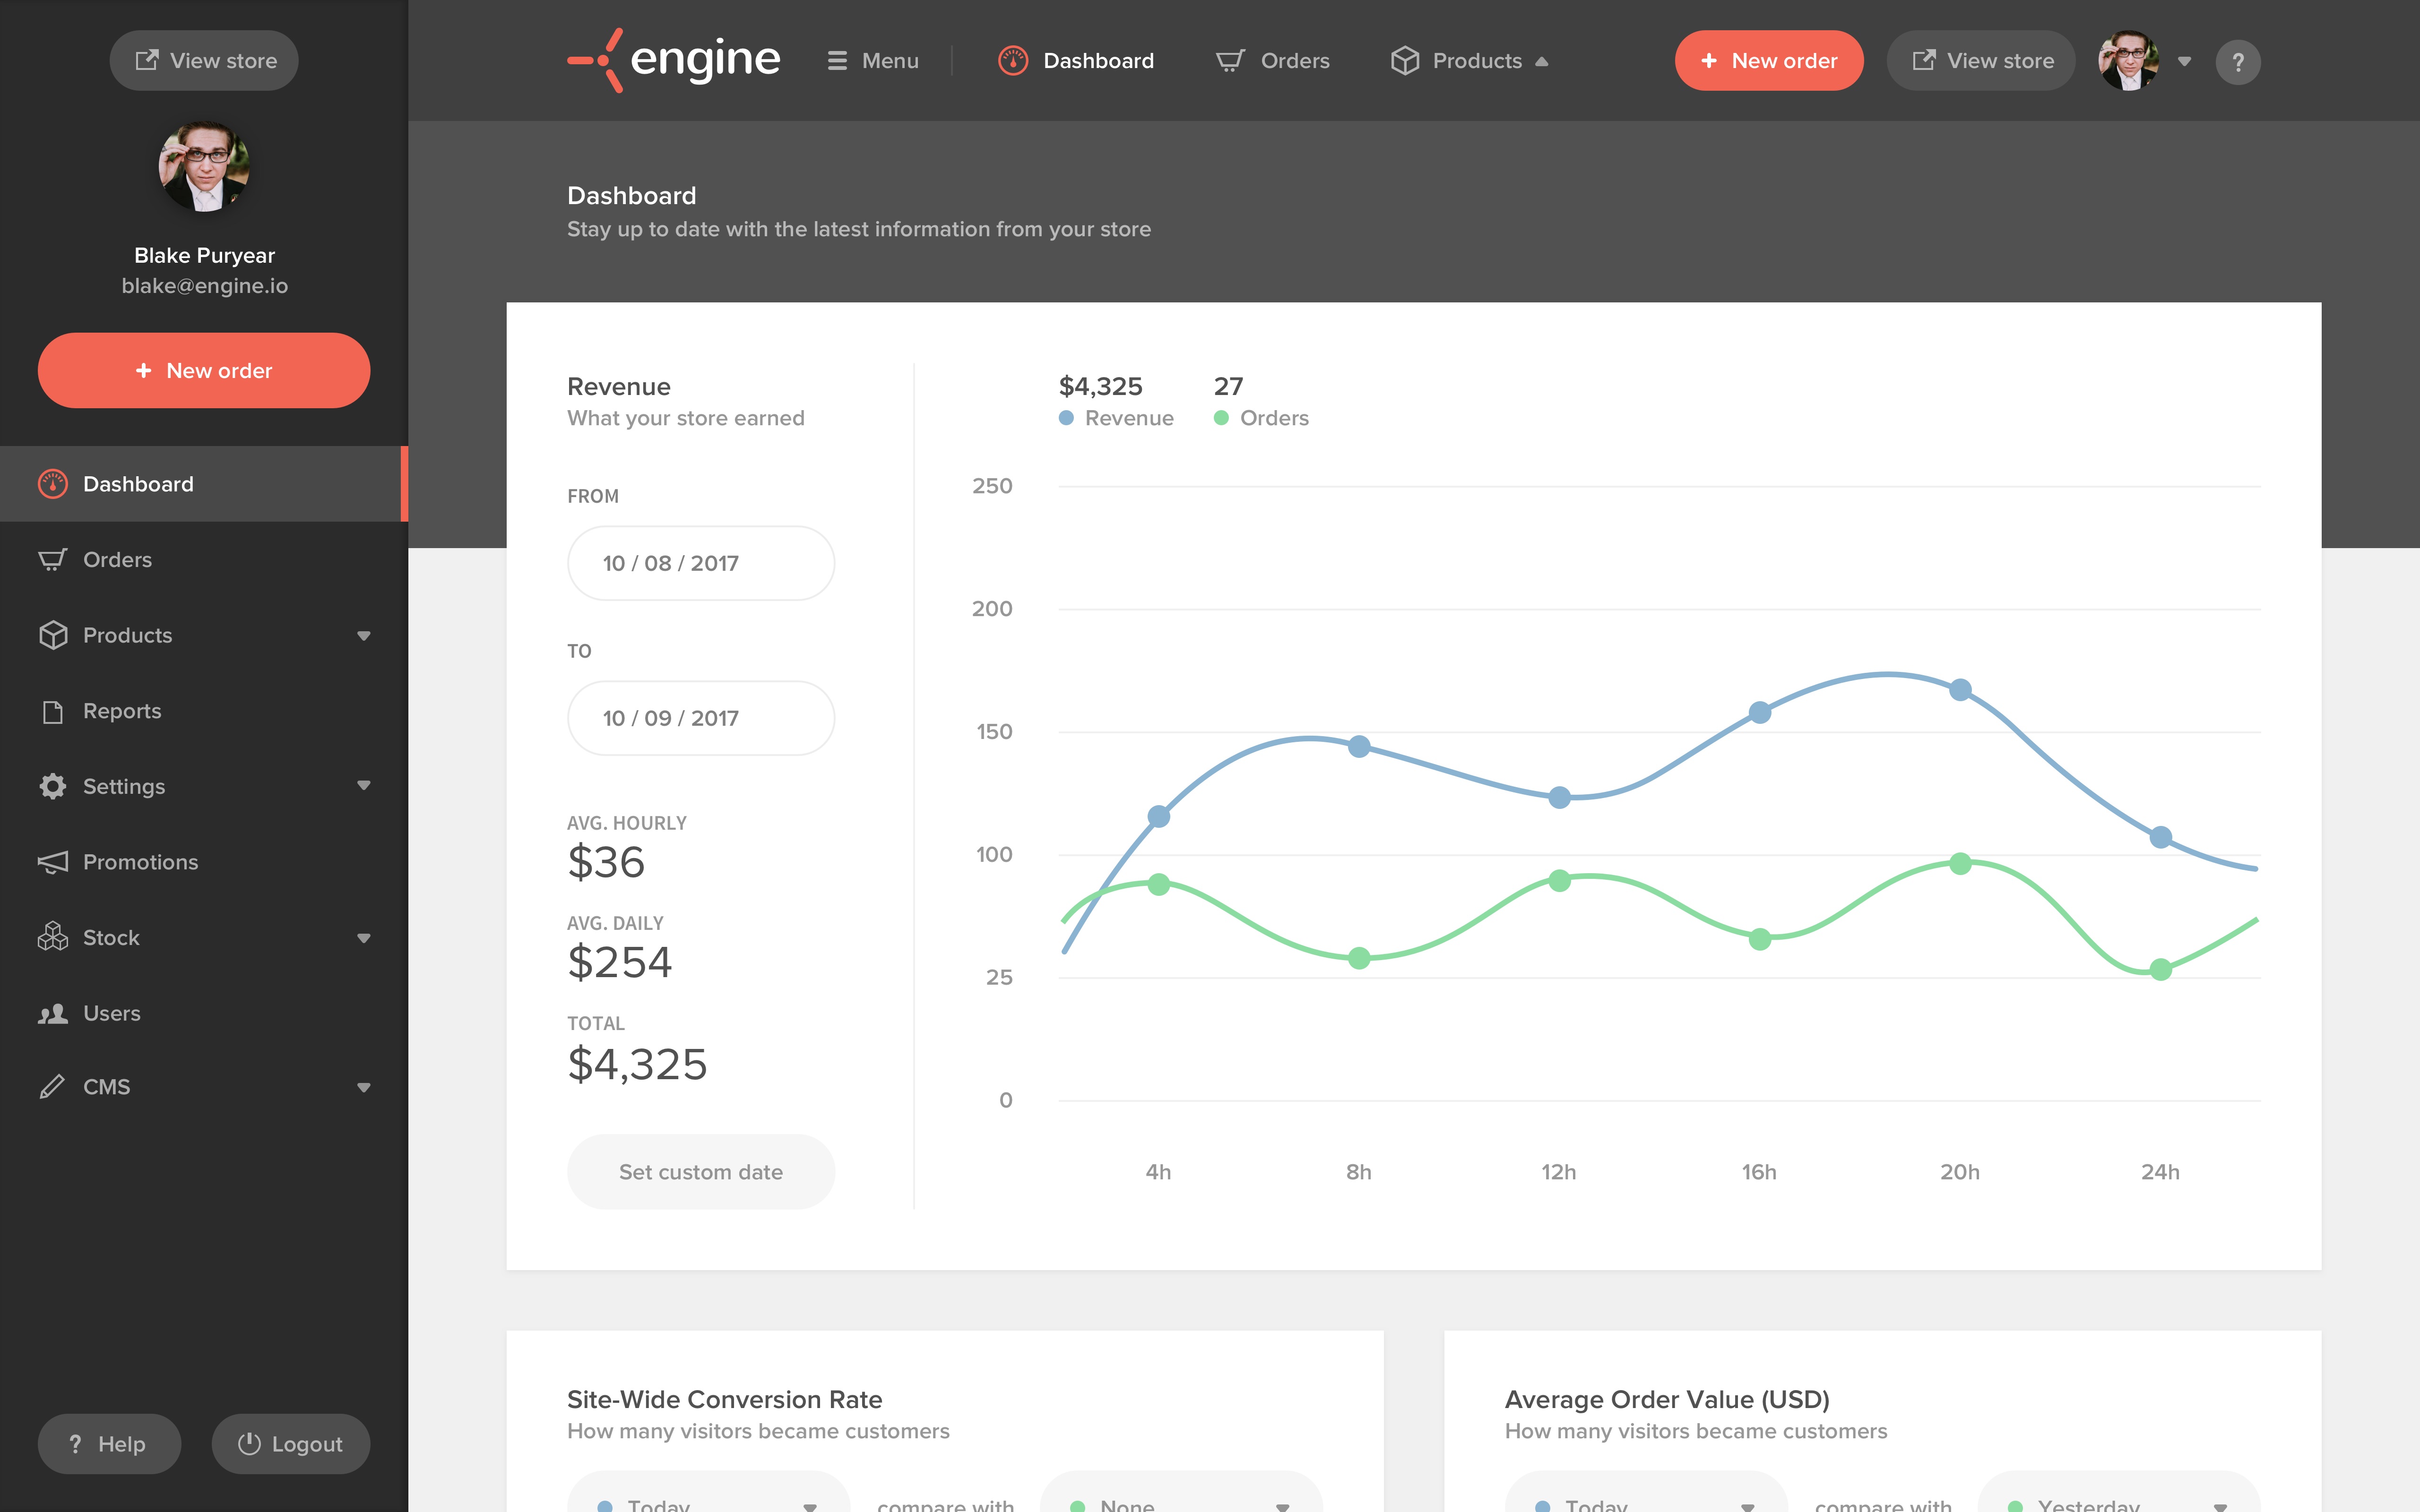 View store
Blake Puryear
blake@engine.io
+ New order
Dashboard
Orders
Products
Reports
Settings
Promotions
Stock
Users
CMS
? Help
Logout
engine
Menu
Dashboard
Orders
Products
+ New order
View store
?
Dashboard
Stay up to date with the latest information from your store
Revenue
What your store earned
FROM
10 / 08 / 2017
TO
10 / 09 / 2017
AVG. HOURLY
$36
AVG. DAILY
$254
TOTAL
$4,325
Set custom date
$4,325
Revenue
27
Orders
250
200
150
100
25
0
4h
8h
12h
16h
20h
24h
Site-Wide Conversion Rate
How many visitors became customers
Today
compare with
None
Average Order Value (USD)
How many visitors became customers
Today
compare with
Yesterday